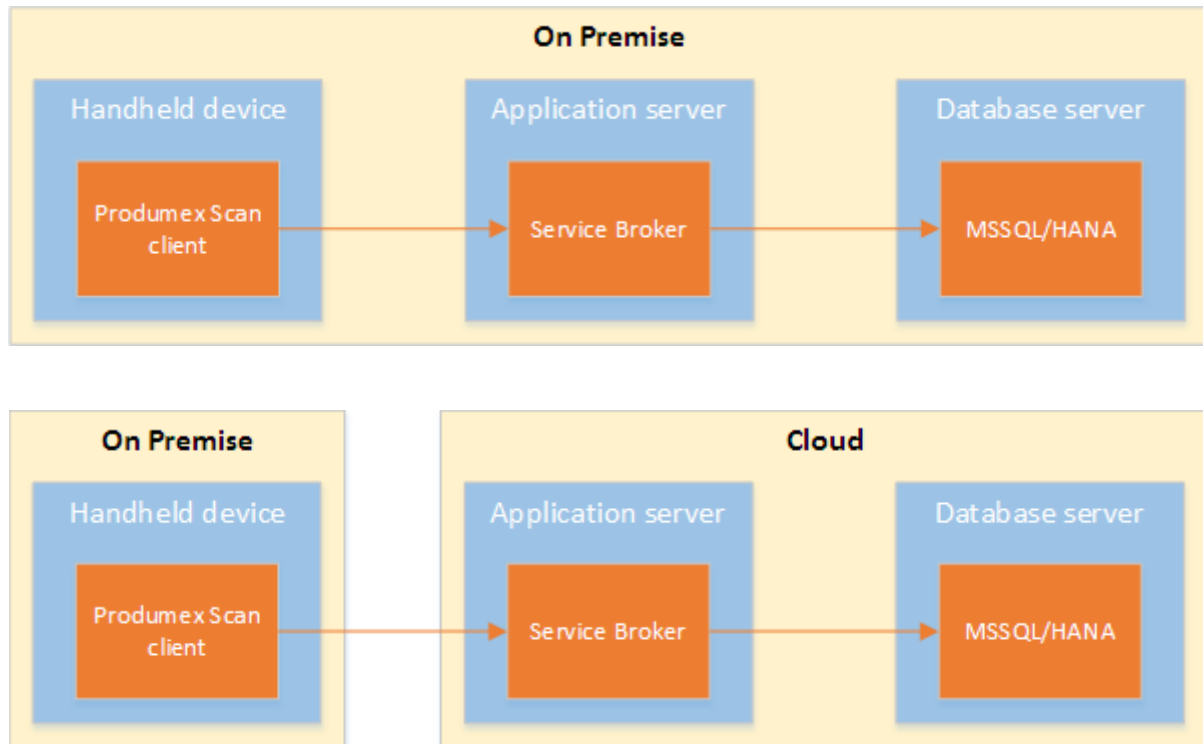 On Premise
Handheld device
Application server
Database server
Produmex Scan
client
Service Broker
MSSQL/HANA
On Premise
Cloud
Handheld device
Application server
Database server
Produmex Scan
client
Service Broker
MSSQL/HANA